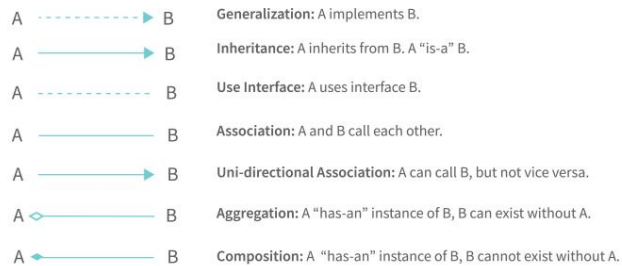 A B Generalization: A implements B.
A B Inheritance: A inherits from B. A “is-a” B.
A B Use Interface: A uses interface B.
A B Association: A and B call each other.
A B Uni-directional Association: A can call B, but not vice versa.
A B Aggregation: A “has-an” instance of B, B can exist without A.
A B Composition: A “has-an” instance of B, B cannot exist without A.